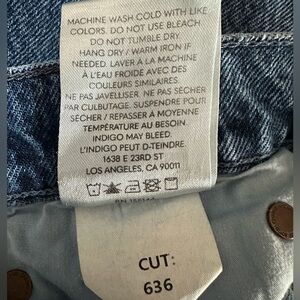 MACHINE WASH COLD WITH LIKE
COLORS. DO NOT USE BLEACH.
DO NOT TUMBLE DRY.
HANG DRY / WARM IRON IF
NEEDED. LAVER A LA MACHINE
À L'EAU FROIDE AVEC DES
COULEURS SIMILAIRES.
NE PAS JAVELLISER. NE PAS SÉCHER
PAR CULBUTAGE. SUSPENDRE POUR
SÉCHER / REPASSER À MOYENNE
TEMPÉRATURE AU BESOIN.
INDIGO MAY BLEED.
L'INDIGO PEUT D-TEINDRE.
1638 E 23RD ST
LOS ANGELES, CA 90011
RN
CUT:
636